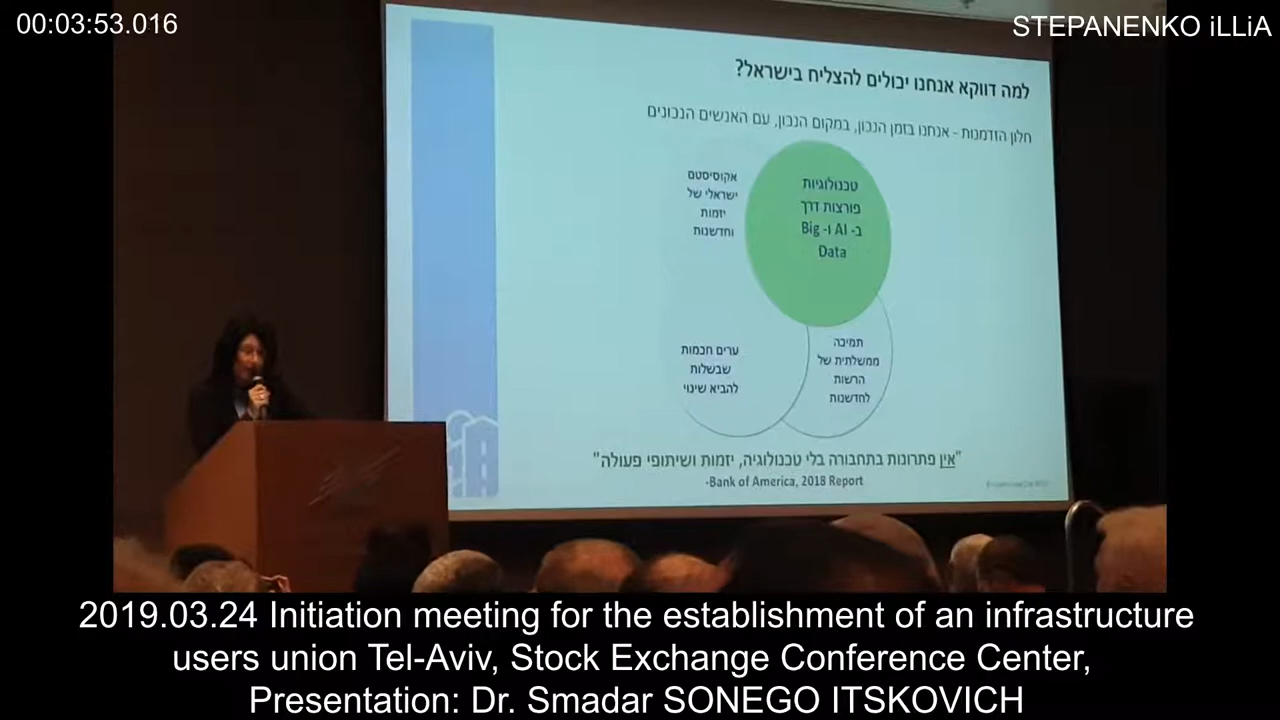 00:03:53.016
STEPANENKO iLLiA
למה דווקא אנחנו יכולים להצליח בישראל?
חלון הזדמנות - אנחנו בזמן הנכון, במקום הנכון, עם האנשים הנכונים
אקוסיסטם
ישראלי של
יזמות
וחדשנות
טכנולוגיות
פורצות דרך
ב- AI ו- Big
Data
ערים חכמות
שבשלות
להביא שינוי
תמיכה
ממשלתית של
הרשות
לחדשנות
"אין פתרונות בתחבורה בלי טכנולוגיה, יזמות ושיתופי פעולה"
-Bank of America, 2018 Report
2019.03.24 Initiation meeting for the establishment of an infrastructure
users union Tel-Aviv, Stock Exchange Conference Center,
Presentation: Dr. Smadar SONEGO ITSKOVICH